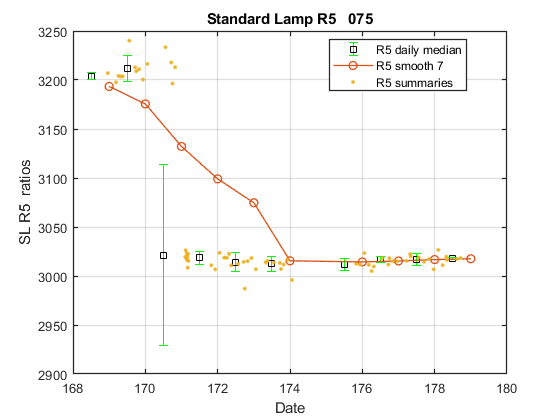 Standard Lamp R5 075
3250
3200
3150
3100
3050
3000
2950
2900
SL R5 ratios
R5 daily median
R5 smooth 7
R5 summaries
168 170 172 174 176 178 180
Date